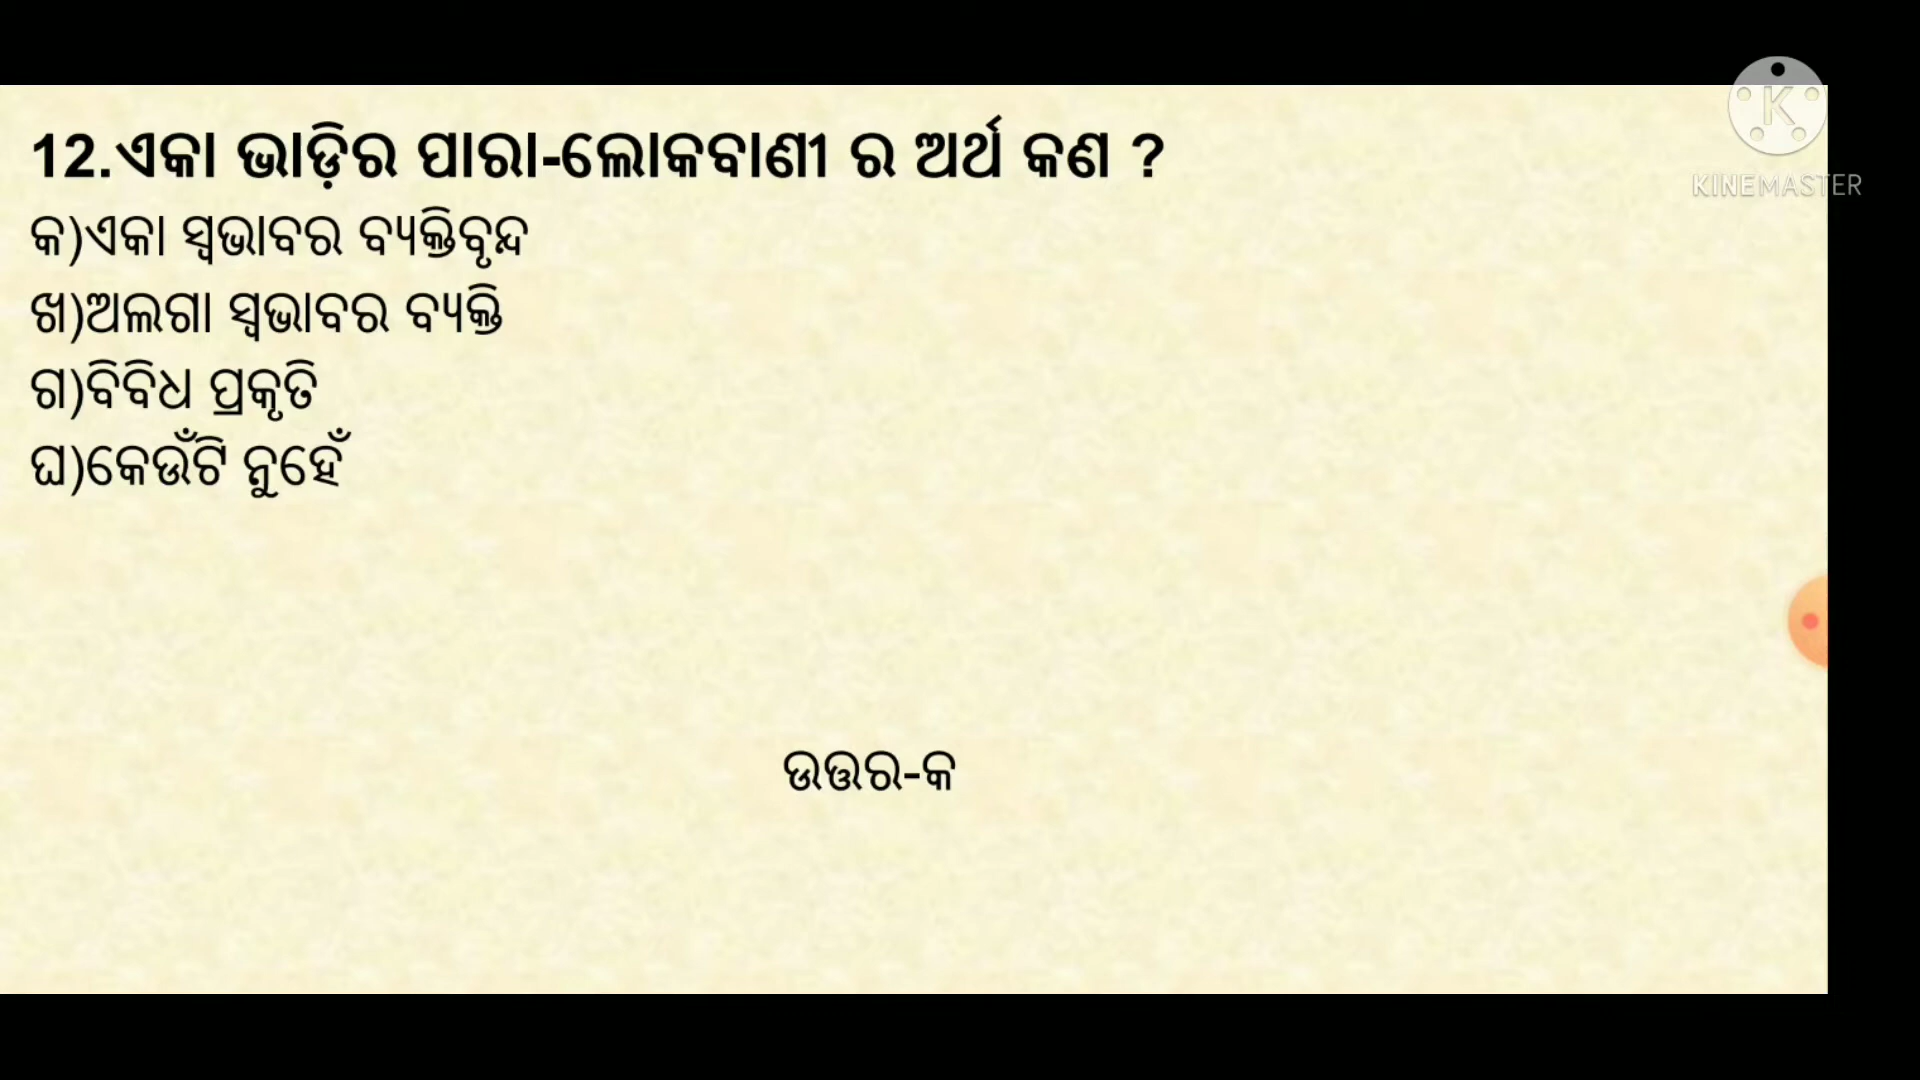 12.ଏକା ଭାଡ଼ିର ପାରା-ଲୋକବାଣୀ ର ଅର୍ଥ କଣ ?
କ)ଏକା ସ୍ୱଭାବର ବ୍ୟକ୍ତିବୃନ୍ଦ
ଖ)ଅଲଗା ସ୍ୱଭାବର ବ୍ୟକ୍ତି
ଗ)ବିବିଧ ପ୍ରକୃତି
ଘ)କେଉଁଟି ନୁହେଁ
ଉତ୍ତର-କ
K
KINEMASTER